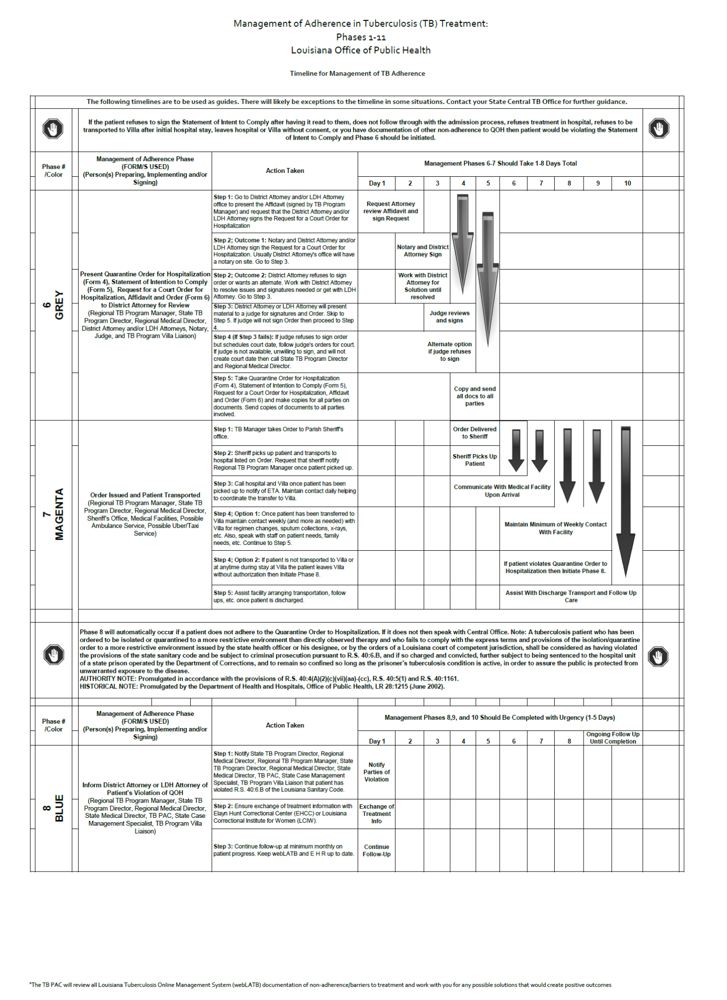 Management of Adherence in Tuberculosis (TB) Treatment:
Phases 1-11
Louisiana Office of Public Health
Timeline for Management of TB Adherence
The following timelines are to be used as guides. There will likely be exceptions to the timeline in some situations. Contact your State Central TB Office for further guidance.
If the patient refuses to sign the Statement of Intent to Comply after having it read to them, does not follow through with the admission process, refuses treatment in hospital, refuses to be
transported to Villa after initial hospital stay, leaves hospital or Villa without consent, or you have documentation of other non-adherence to QOH then patient would be violating the Statement
of Intent to Comply and Phase 6 should be initiated.
Phase #
/Color
Management of Adherence Phase
(FORM/S USED)
(Person(s) Preparing, Implementing and/or
Signing)
Action Taken
Management Phases 6-7 Should Take 1-8 Days Total
Day 1 2 3 4 5 6 7 8 9 10
6
GREY
Present Quarantine Order for Hospitalization
(Form 4), Statement of Intention to Comply
(Form 5), Request for a Court Order for
Hospitalization, Affidavit and Order (Form 6)
to District Attorney for Review
(Regional TB Program Manager, State TB
Program Director, Regional Medical Director,
District Attorney and/or LDH Attorneys, Notary,
Judge, and TB Program Villa Liaison)
Step 1: Go to District Attorney and/or LDH Attorney
office to present the Affidavit (signed by TB Program
Manager) and request that the District Attorney and/or
LDH Attorney signs the Request for a Court Order for
Hospitalization
Request Attorney
review Affidavit and
sign Request
Step 2; Outcome 1: Notary and District Attorney and/or
LDH Attorney sign the Request for a Court Order for
Hospitalization. Usually District Attorney's office will have
a notary on site. Go to Step 3.
Notary and District
Attorney Sign
Step 2; Outcome 2: District Attorney refuses to sign
order or wants an alternate. Work with District Attorney
to resolve issues and signatures needed or get with LDH
Attorney. Go to Step 3.
Work with District
Attorney for
Solution until
resolved
Step 3: District Attorney or LDH Attorney will present
material to a judge for signatures and Order. Skip to
Step 5. If judge will not sign Order then proceed to Step
4.
Judge reviews
and signs
Step 4 (If Step 3 fails): If judge refuses to sign order
but schedules court date, follow judge's orders for court.
If judge is not available, unwilling to sign, and will not
create court date then call State TB Program Director
and Regional Medical Director.
Alternate option
if judge refuses
to sign
Step 5: Take Quarantine Order for Hospitalization
(Form 4), Statement of Intention to Comply (Form 5),
Request for a Court Order for Hospitalization, Affidavit
and Order (Form 6) and make copies for all parties on
documents. Send copies of documents to all parties
involved.
Copy and send
all docs to all
parties
7
MAGENTA
Order Issued and Patient Transported
(Regional TB Program Manager, State TB
Program Director, Regional Medical Director,
Sheriff's Office, Medical Facilities, Possible
Ambulance Service, Possible Uber/Taxi
Service)
Step 1: TB Manager takes Order to Parish Sheriff's
office.
Order Delivered
to Sheriff
Step 2: Sheriff picks up patient and transports to
hospital listed on Order. Request that sheriff notify
Regional TB Program Manager once patient picked up.
Sheriff Picks Up
Patient
Step 3: Call hospital and Villa once patient has been
picked up to notify of ETA. Maintain contact daily helping
to coordinate the transfer to Villa.
Communicate With Medical Facility
Upon Arrival
Step 4; Option 1: Once patient has been transferred to
Villa maintain contact weekly (and more as needed) with
Villa for regimen changes, sputum collections, x-rays,
etc. Also, speak with staff on patient needs, family
needs, etc. Continue to Step 5.
Maintain Minimum of Weekly Contact
With Facility
Step 4; Option 2: If patient is not transported to Villa or
at anytime during stay at Villa the patient leaves Villa
without authorization then Initiate Phase 8.
If patient violates Quarantine Order to
Hospitalization then Initiate Phase 8.
Step 5: Assist facility arranging transportation, follow
ups, etc. once patient is discharged.
Assist With Discharge Transport and Follow Up
Care
Phase 8 will automatically occur if a patient does not adhere to the Quarantine Order to Hospitalization. If it does not then speak with Central Office. Note: A tuberculosis patient who has been
ordered to be isolated or quarantined to a more restrictive environment than directly observed therapy and who fails to comply with the express terms and provisions of the isolation/quarantine
order to a more restrictive environment issued by the state health officer or his designee, or by the orders of a Louisiana court of competent jurisdiction, shall be considered as having violated
the provisions of the state sanitary code and be subject to criminal prosecution pursuant to R.S. 40:6.B, and if so charged and convicted, further subject to being sentenced to the hospital unit
of a state prison operated by the Department of Corrections, and to remain so confined so long as the prisoner's tuberculosis condition is active, in order to assure the public is protected from
unwarranted exposure to the disease.
AUTHORITY NOTE: Promulgated in accordance with the provisions of R.S. 40:4(A)(2)(c)(vii)(aa)-(cc), R.S. 40:5(1) and R.S. 40:1161.
HISTORICAL NOTE: Promulgated by the Department of Health and Hospitals, Office of Public Health, LR 28:1215 (June 2002).
Phase #
/Color
Management of Adherence Phase
(FORM/S USED)
(Person(s) Preparing, Implementing and/or
Signing)
Action Taken
Management Phases 8,9, and 10 Should Be Completed with Urgency (1-5 Days)
Day 1 2 3 4 5 6 7 8
Ongoing Follow Up
Until Completion
8
BLUE
Inform District Attorney or LDH Attorney of
Patient's Violation of QOH
(Regional TB Program Manager, State TB
Program Director, Regional Medical Director,
State Medical Director, TB PAC, State Case
Management Specialist, TB Program Villa
Liaison)
Step 1: Notify State TB Program Director, Regional
Medical Director, Regional TB Program Manager, State
TB Program Director, Regional Medical Director, State
Medical Director, TB PAC, State Case Management
Specialist, TB Program Villa Liaison that patient has
violated R.S. 40:6.B of the Louisiana Sanitary Code.
Notify
Parties of
Violation
Step 2: Ensure exchange of treatment information with
Elayn Hunt Correctional Center (EHCC) or Louisiana
Correctional Institute for Women (LCIW).
Exchange of
Treatment
Info
Step 3: Continue follow-up at minimum monthly on
patient progress. Keep webLATB and E H R up to date.
Continue
Follow-Up
¹The TB PAC will review all Louisiana Tuberculosis Online Management System (webLATB) documentation of non-adherence/barriers to treatment and work with you for any possible solutions that would create positive outcomes